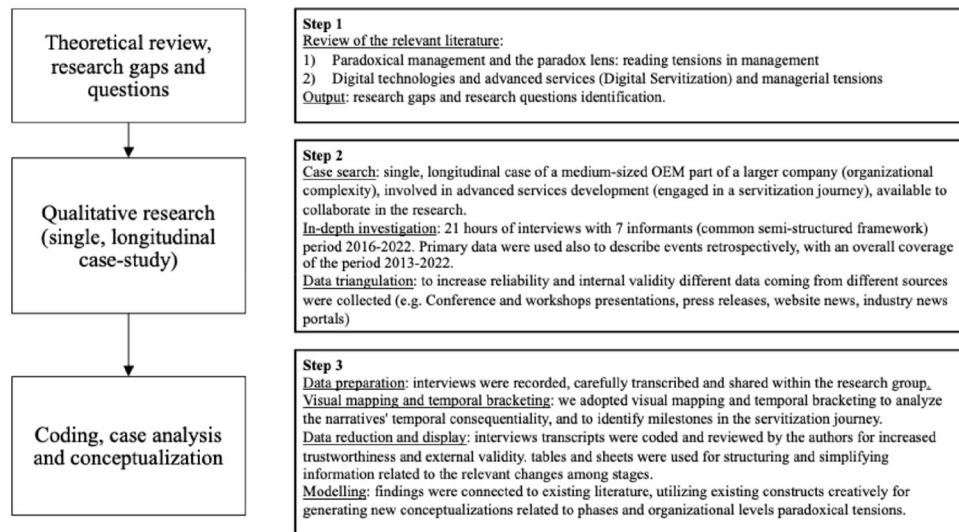 Theoretical review,
research gaps and
questions
Step 1
Review of the relevant literature:
1) Paradoxical management and the paradox lens: reading tensions in management
2) Digital technologies and advanced services (Digital Servitization) and managerial tensions
Output: research gaps and research questions identification.
Qualitative research
(single, longitudinal
case-study)
Step 2
Case search: single, longitudinal case of a medium-sized OEM part of a larger company (organizational
complexity), involved in advanced services development (engaged in a servitization journey), available to
collaborate in the research.
In-depth investigation: 21 hours of interviews with 7 informants (common semi-structured framework)
period 2016-2022. Primary data were used also to describe events retrospectively, with an overall coverage
of the period 2013-2022.
Data triangulation: to increase reliability and internal validity different data coming from different sources
were collected (e.g. Conference and workshops presentations, press releases, website news, industry news
portals)
Coding, case analysis
and conceptualization
Step 3
Data preparation: interviews were recorded, carefully transcribed and shared within the research group.
Visual mapping and temporal bracketing: we adopted visual mapping and temporal bracketing to analyze
the narratives' temporal consequentiality, and to identify milestones in the servitization journey.
Data reduction and display: interviews transcripts were coded and reviewed by the authors for increased
trustworthiness and external validity. tables and sheets were used for structuring and simplifying
information related to the relevant changes among stages.
Modelling: findings were connected to existing literature, utilizing existing constructs creatively for
generating new conceptualizations related to phases and organizational levels paradoxical tensions.